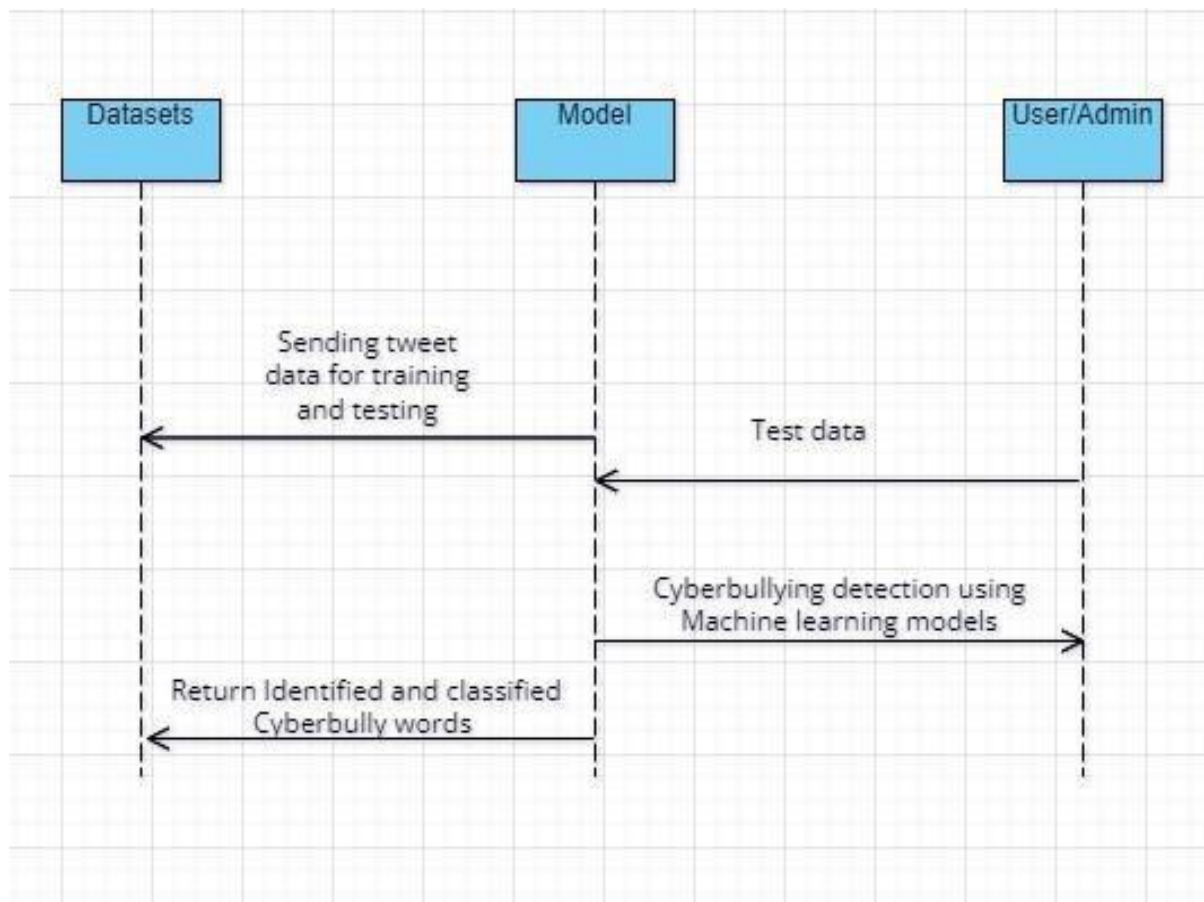 Datasets
Model
User/Admin
Sending tweet
data for training
and testing
Test data
Cyberbullying detection using
Machine learning models
Return Identified and classified
Cyberbully words